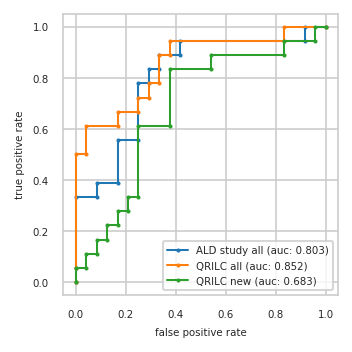 1.0
0.8
0.6
0.4
0.2
0.0
true positive rate
ALD study all (auc: 0.803)
QRILC all (auc: 0.852)
QRILC new (auc: 0.683)
0.0 0.2 0.4 0.6 0.8 1.0
false positive rate